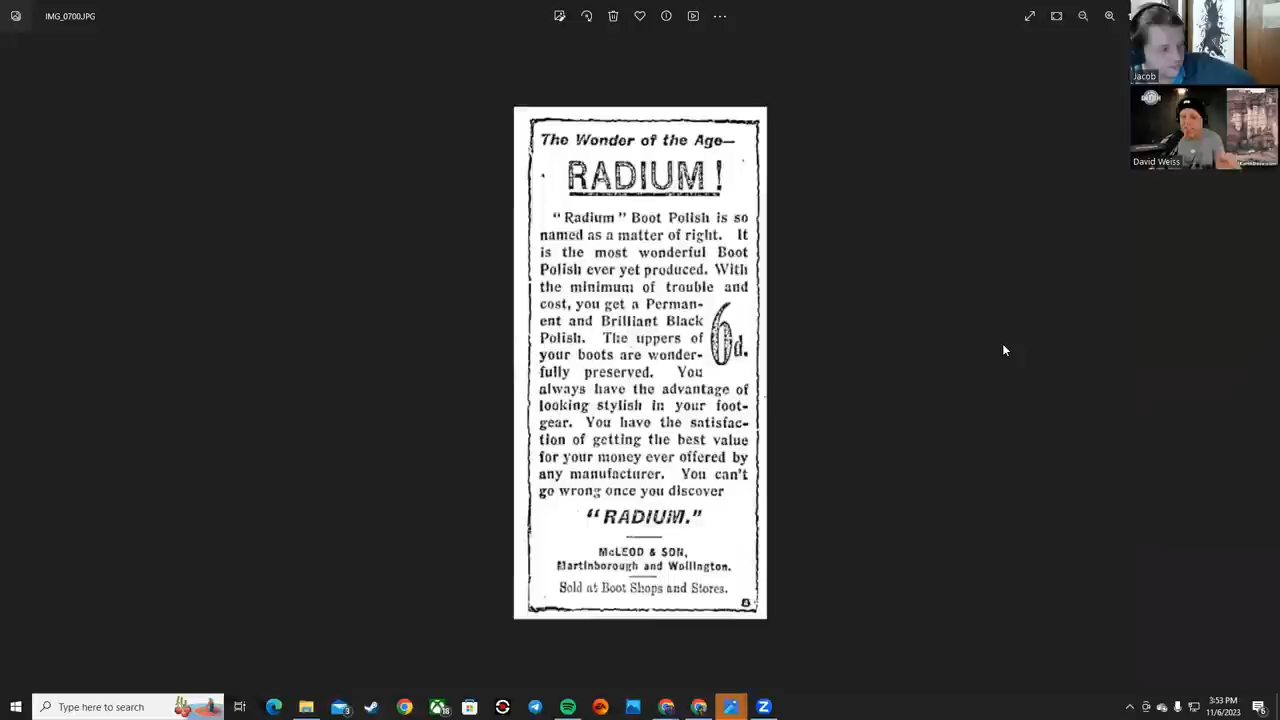 IMG_0700.JPG
Jacob
David Weiss
The Wonder of the Age—
RADIUM!
"Radium" Boot Polish is so
named as a matter of right. It
is the most wonderful Boot
Polish ever yet produced. With
the minimum of trouble and
cost, you get a Perman-
ent and Brilliant Black
Polish. The uppers of
your boots are wonder-
fully preserved. You
6d.
always have the advantage of
looking stylish in your foot-
gear. You have the satisfac-
tion of getting the best value
for your money ever offered by
any manufacturer. You can't
go wrong once you discover
"RADIUM."
McLEOD & SON,
Martinborough and Wellington.
Sold at Boot Shops and Stores.
Type here to search
3
18
EA
3:53 PM
11/6/2023
6